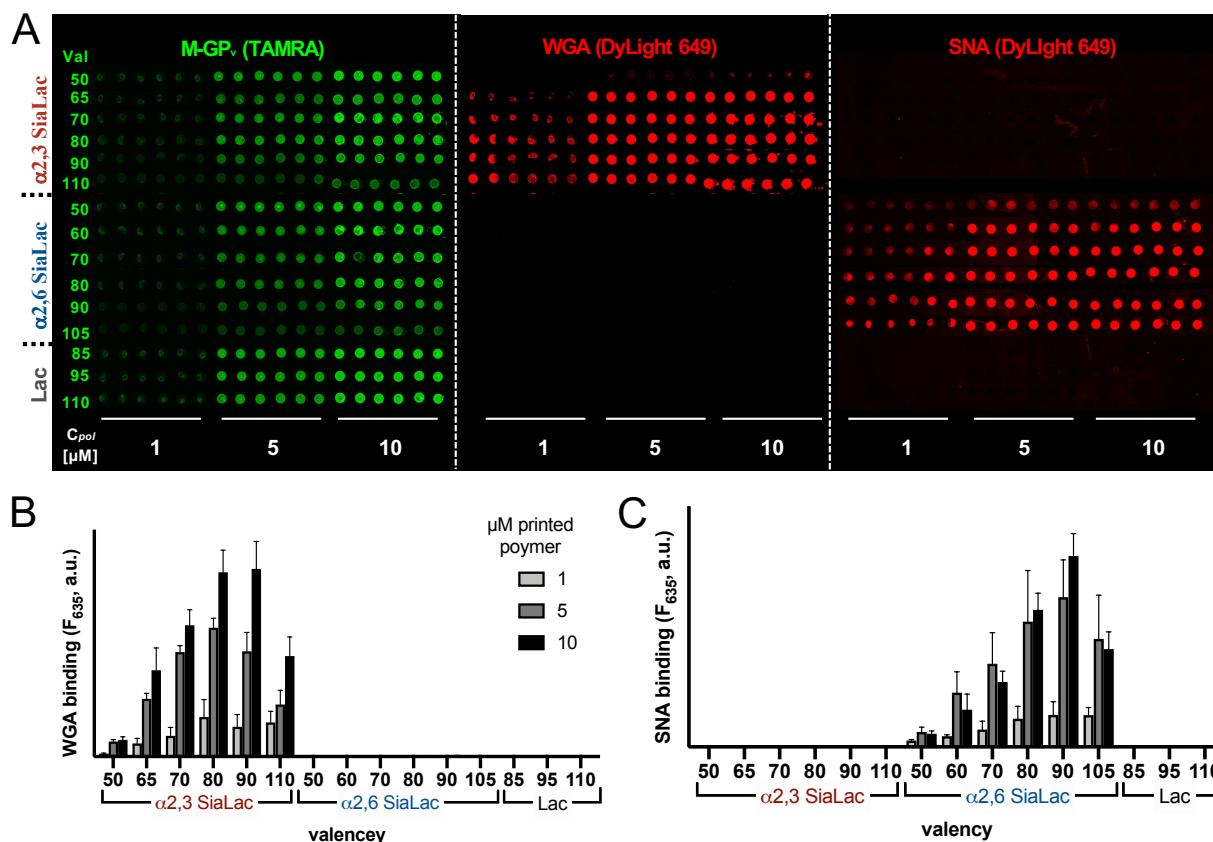 A
M-GPᵥ (TAMRA)
WGA (DyLight 649)
SNA (DyLIght 649)
Val
α2,3 SiaLac
50
65
70
80
90
110
α2,6 SiaLac
50
60
70
80
90
105
Lac
85
95
110
Cpol
[µM]
1 5 10
1 5 10
1 5 10
B
WGA binding (F₆₃₅, a.u.)
µM printed
poymer
1
5
10
50 65 70 80 90 110 50 60 70 80 90 105 85 95 110
α2,3 SiaLac α2,6 SiaLac Lac
valencey
C
SNA binding (F₆₃₅, a.u.)
50 65 70 80 90 110 50 60 70 80 90 105 85 95 110
α2,3 SiaLac α2,6 SiaLac Lac
valency